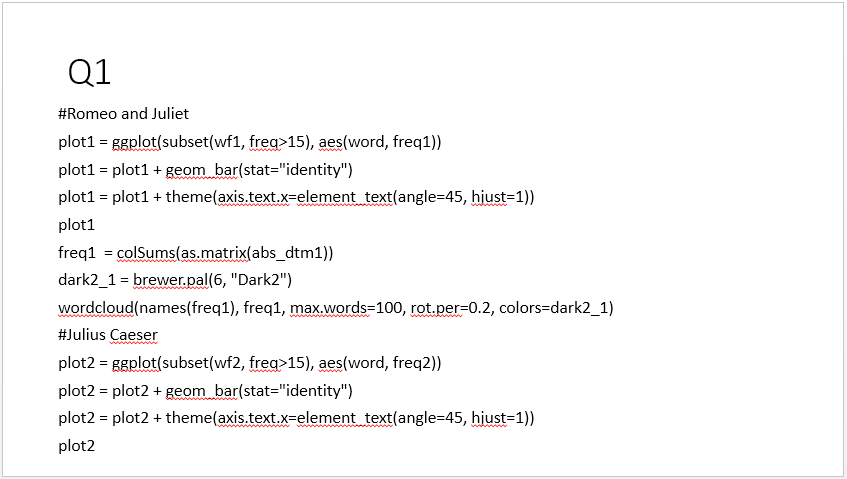 Q1
#Romeo and Juliet
plot1 = ggplot(subset(wf1, freq>15), aes(word, freq1))
plot1 = plot1 + geom_bar(stat="identity")
plot1 = plot1 + theme(axis.text.x=element_text(angle=45, hjust=1))
plot1
freq1  = colSums(as.matrix(abs_dtm1))
dark2_1 = brewer.pal(6, "Dark2")
wordcloud(names(freq1), freq1, max.words=100, rot.per=0.2, colors=dark2_1)
#Julius Caeser
plot2 = ggplot(subset(wf2, freq>15), aes(word, freq2))
plot2 = plot2 + geom_bar(stat="identity")
plot2 = plot2 + theme(axis.text.x=element_text(angle=45, hjust=1))
plot2